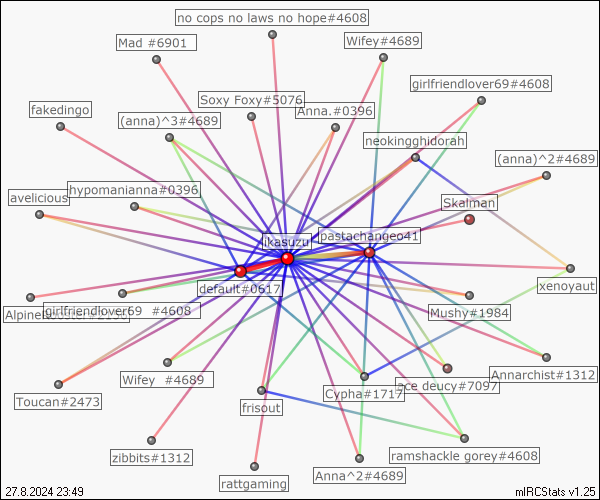 no cops no laws no hope#4608
Mad #6901
Wifey#4689
girlfriendlover69#4608
Soxy Foxy#5076
fakedingo
Anna.#0396
(anna)^3#4689
neokingghidorah
(anna)^2#4689
hypomanianna#0396
avelicious
Skalman
ikasuzu
pastachangeo41
xenoyaut
default#0617
girlfriendlover69 #4608
Mushy#1984
Annarchist#1312
Wifey #4689
ace deucy#7097
Cypha#1717
Toucan#2473
frisout
zibbits#1312
ramshackle gorey#4608
Anna^2#4689
rattgaming
27.8.2024 23:49
mIRCStats v1.25